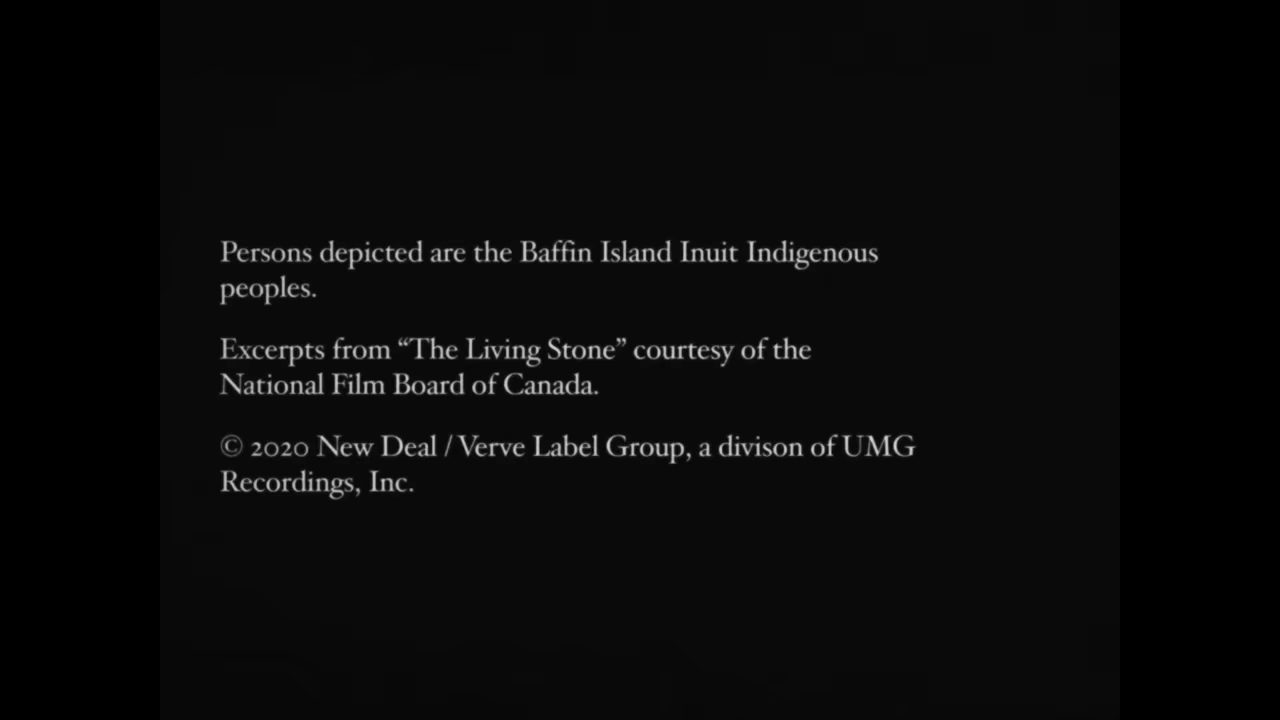 Persons depicted are the Baffin Island Inuit Indigenous
peoples.
Excerpts from “The Living Stone” courtesy of the
National Film Board of Canada.
© 2020 New Deal / Verve Label Group, a divison of UMG
Recordings, Inc.